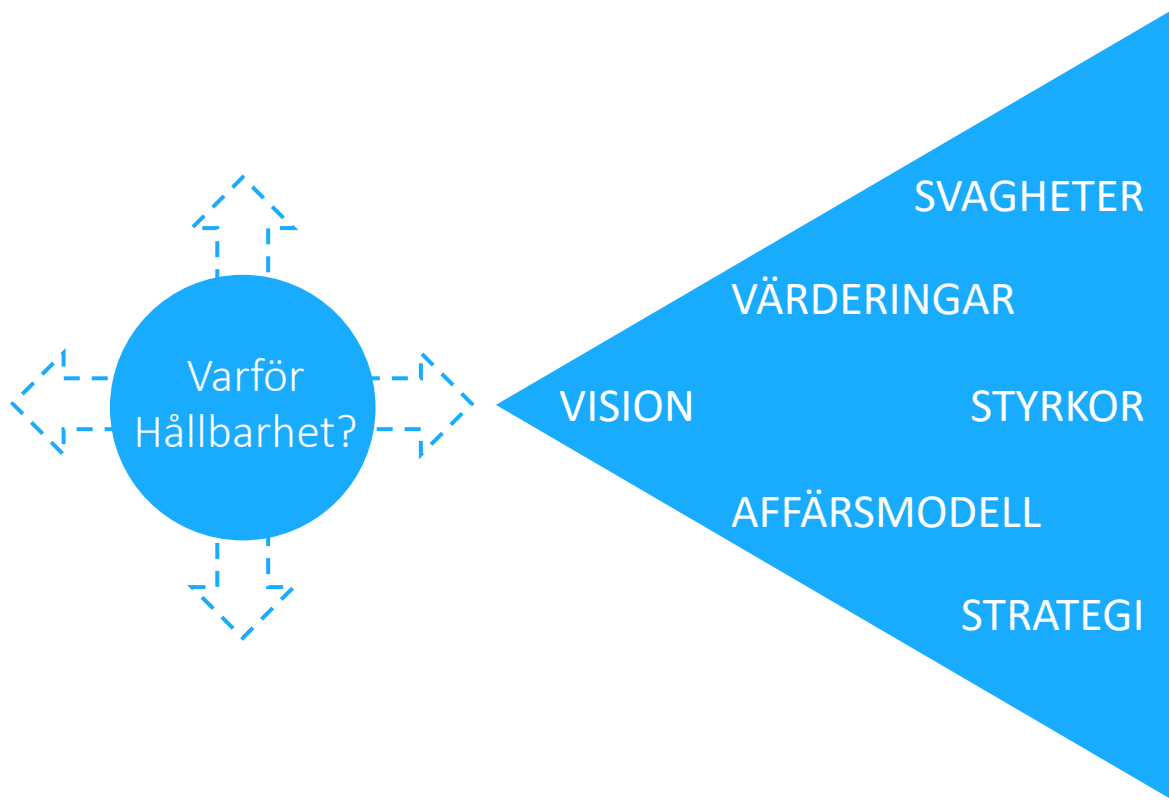 Varför
Hållbarhet?
SVAGHETER
VÄRDERINGAR
VISION
STYRKOR
AFFÄRSMODELL
STRATEGI